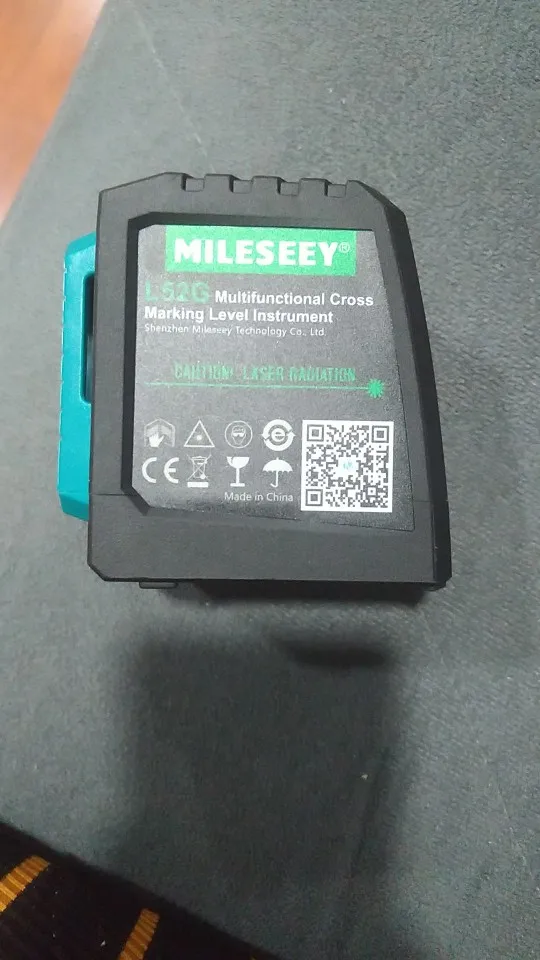 MILESEEY®
L52G Multifunctional Cross
Marking Level Instrument
Shenzhen Mileseey Technology Co., Ltd.
CAUTION! LASER RADIATION
CE
Made in China